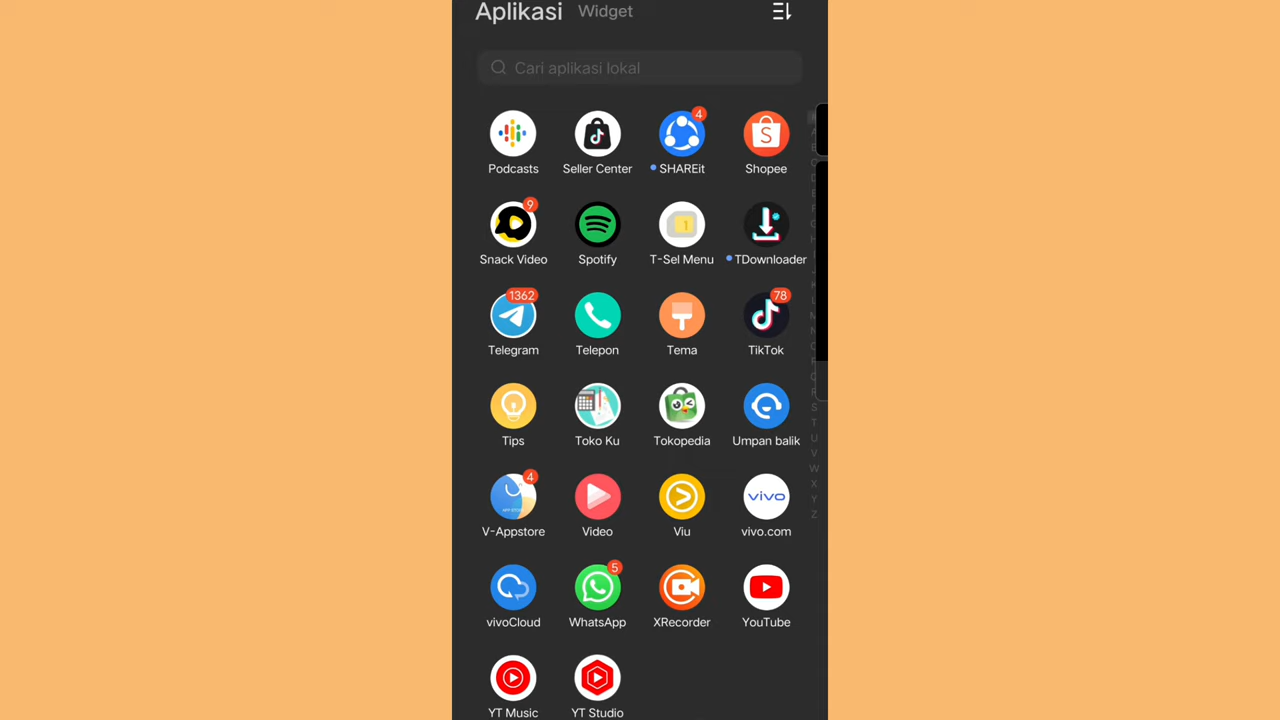 Aplikasi Widget
Cari aplikasi lokal
4
Podcasts Seller Center SHAREit Shopee
9
Snack Video Spotify T-Sel Menu TDownloader
1362 78
Telegram Telepon Tema TikTok
Tips Toko Ku Tokopedia Umpan balik
4
vivo
V-Appstore Video Viu vivo.com
5
vivoCloud WhatsApp XRecorder YouTube
YT Music YT Studio
S
T
U
V
W
X
Y
Z